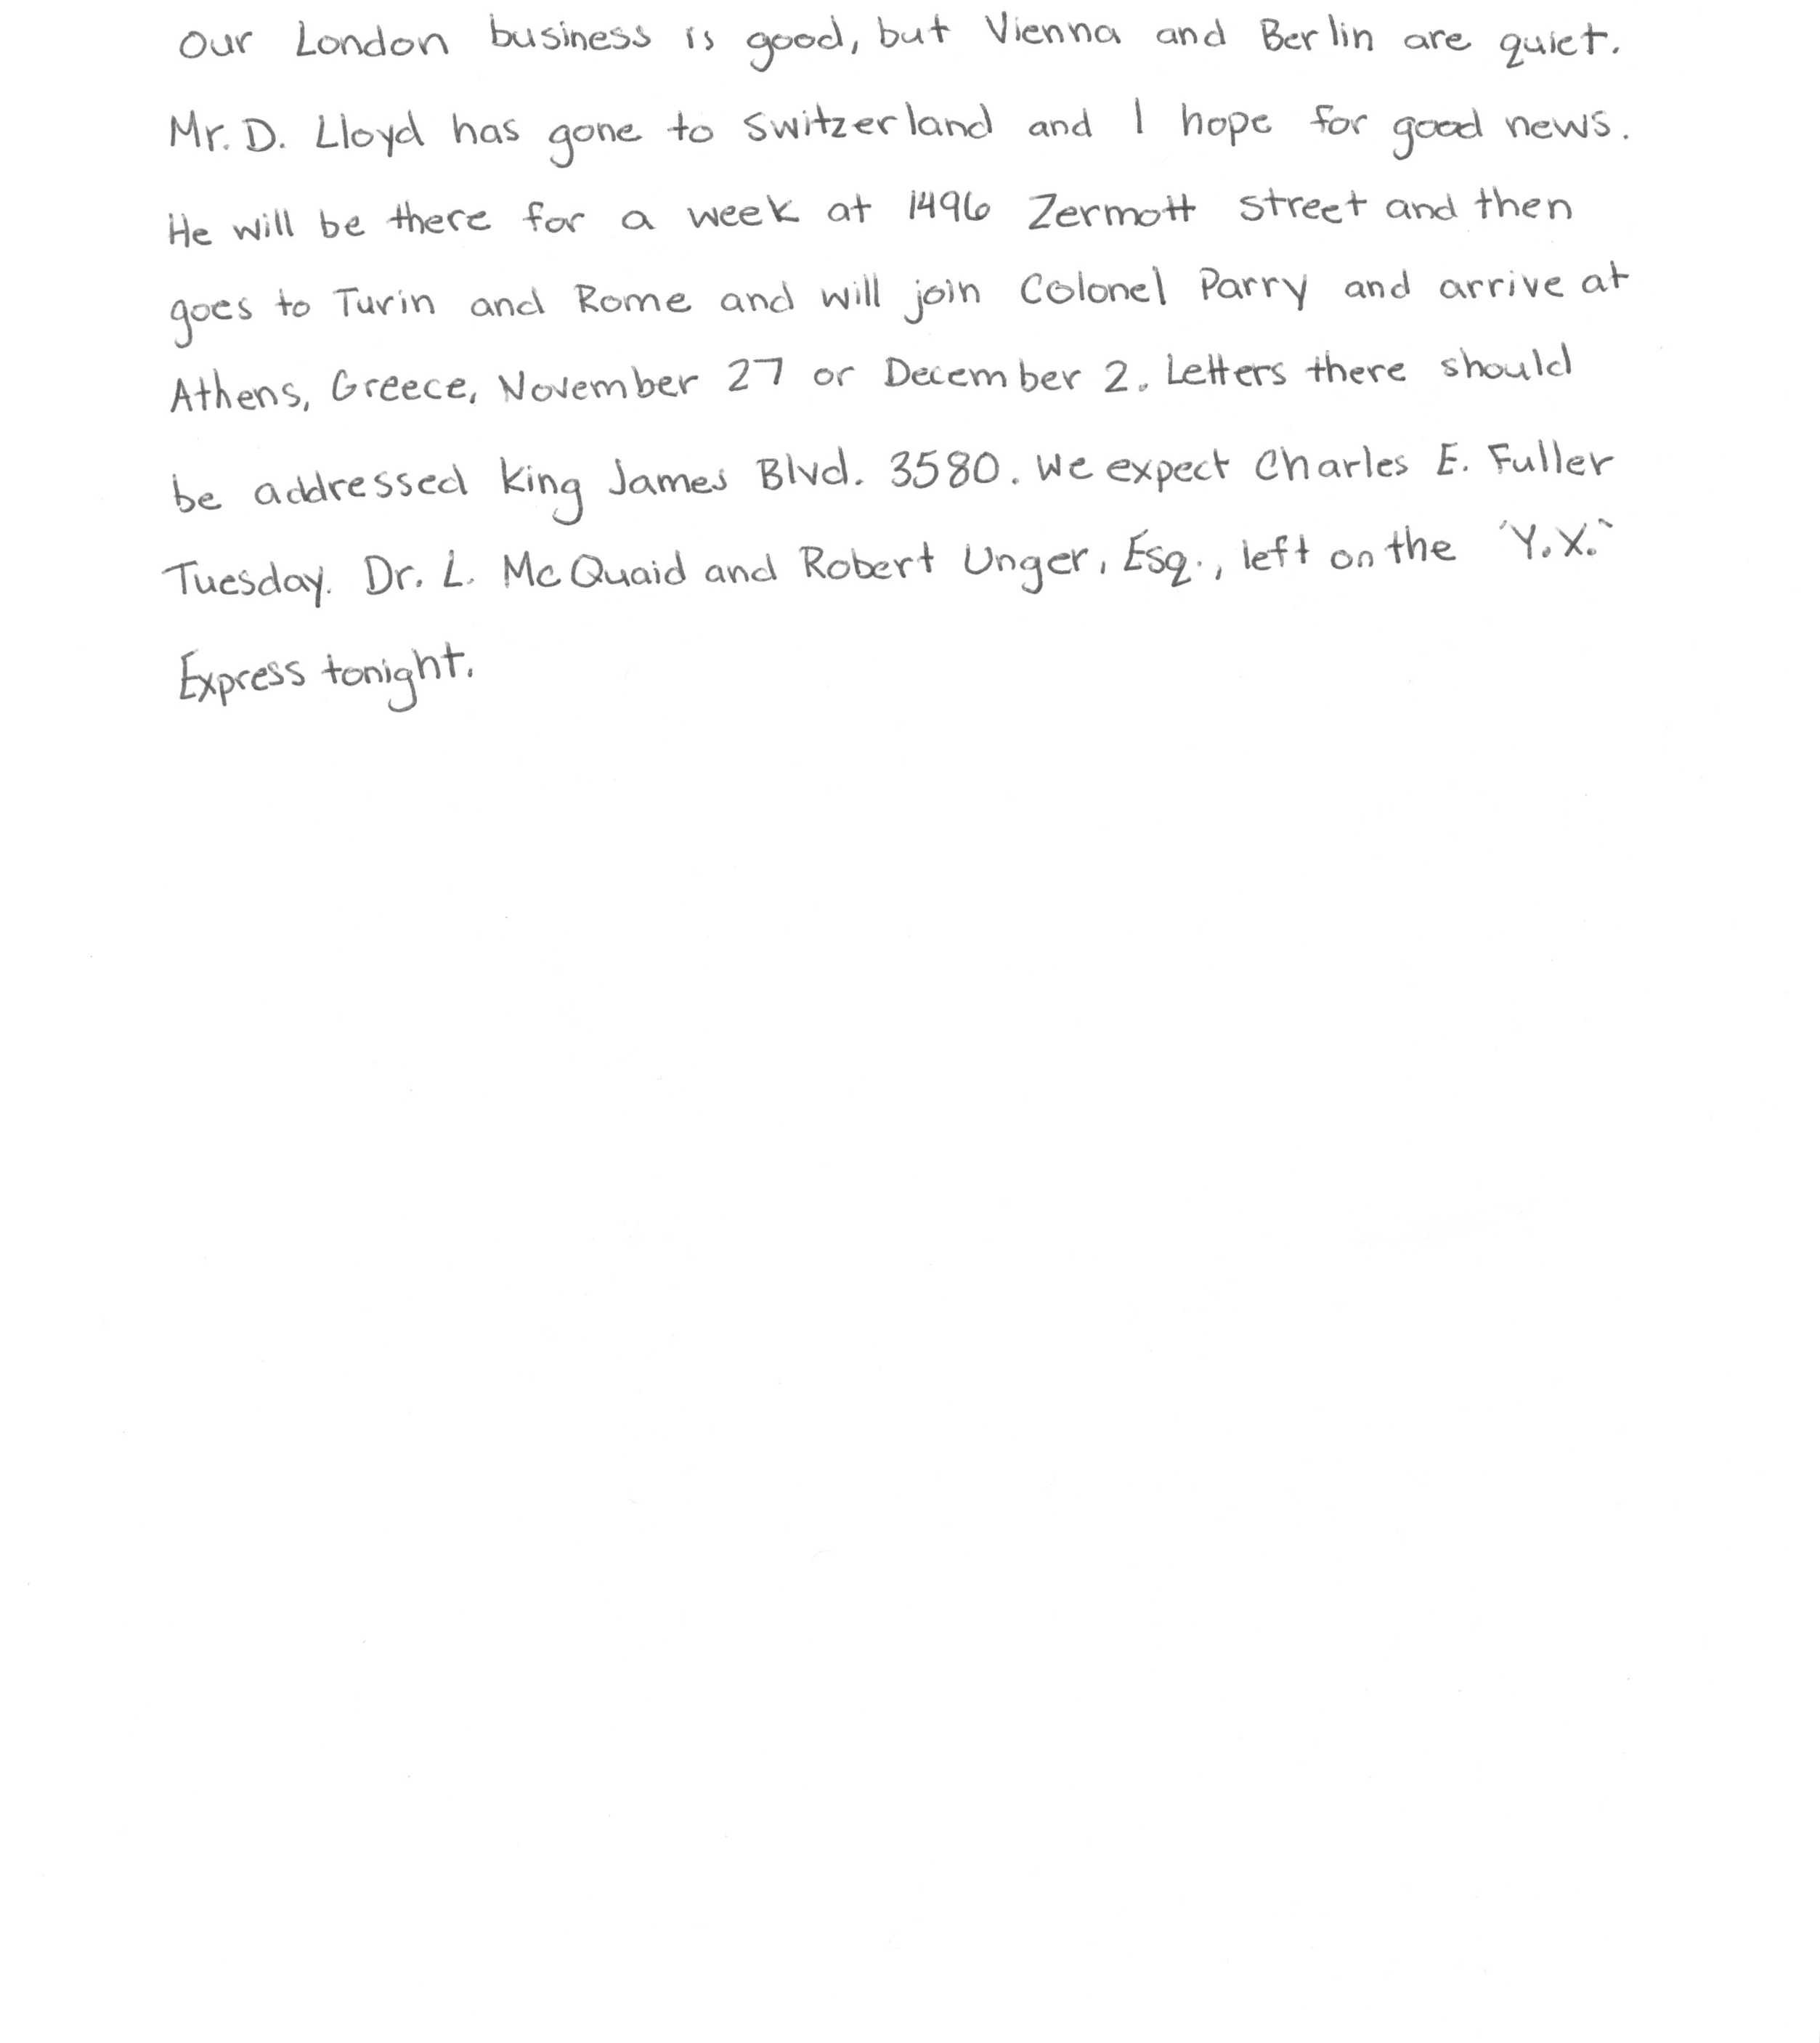 Our London business is good, but Vienna and Berlin are quiet.
Mr. D. Lloyd has gone to Switzerland and I hope for good news.
He will be there for a week at 1496 Zermott street and then
goes to Turin and Rome and will join Colonel Parry and arrive at
Athens, Greece, November 27 or December 2. Letters there should
be addressed King James Blvd. 3580. We expect Charles E. Fuller
Tuesday. Dr. L. McQuaid and Robert Unger, Esq., left on the "Y.X."
Express tonight.